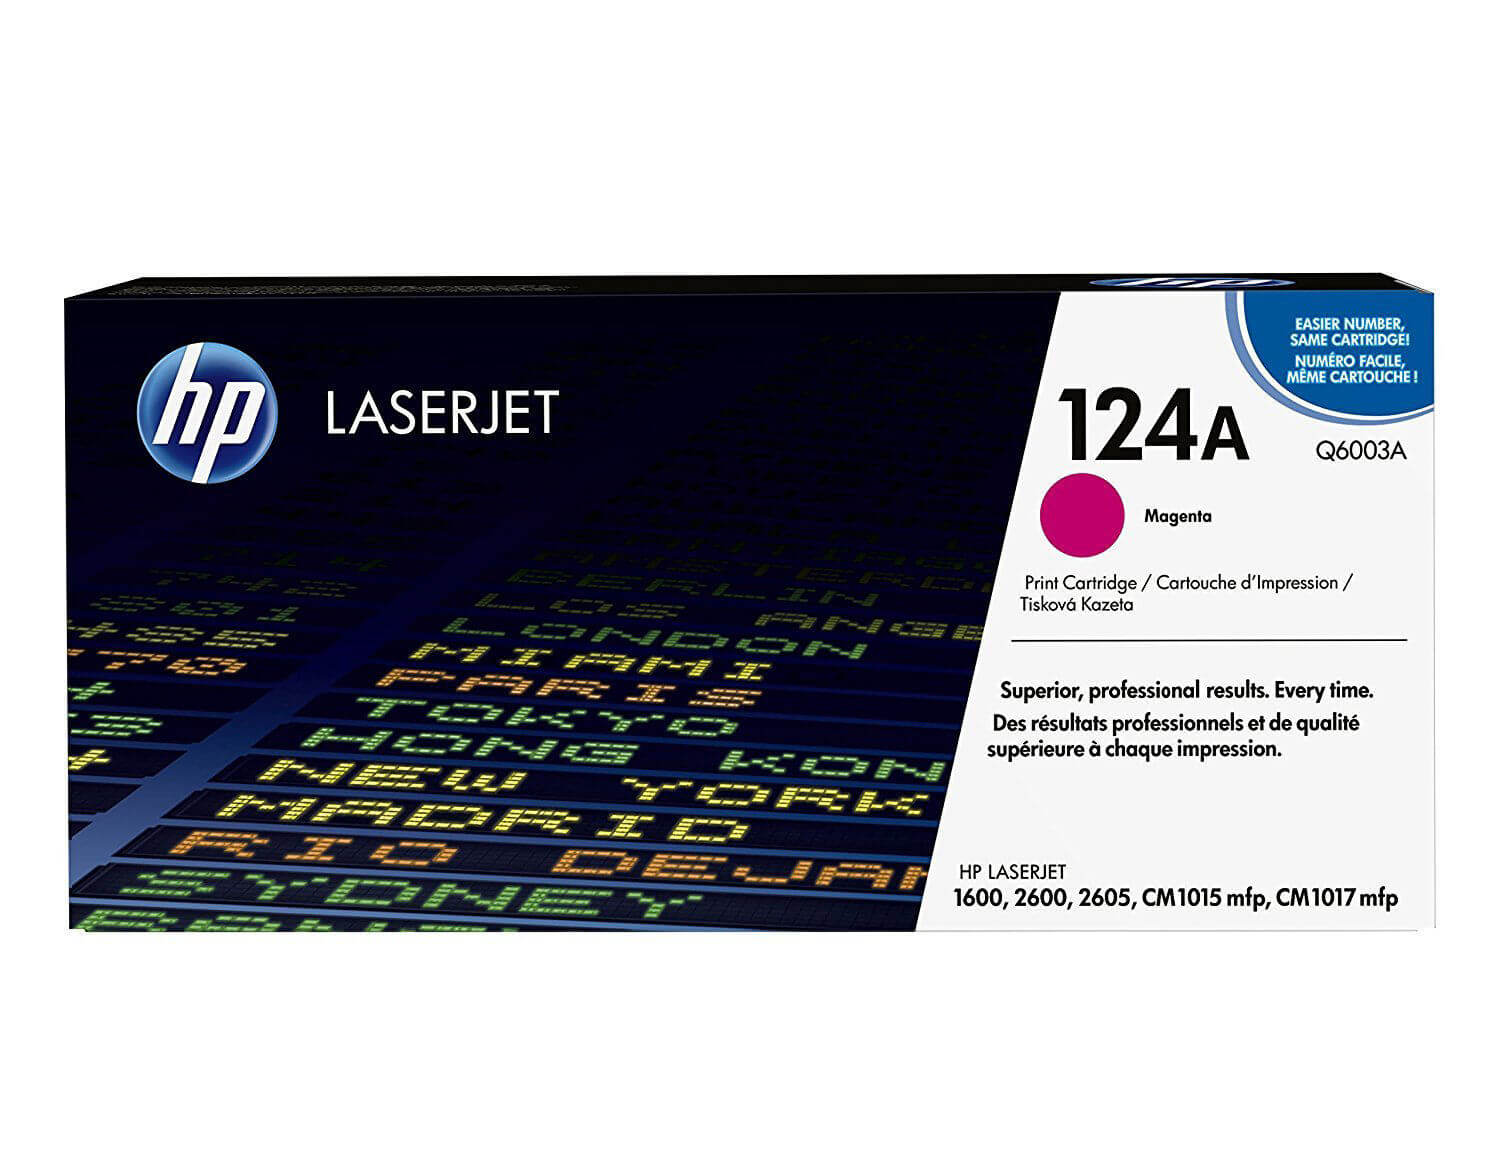 hp
hp
LASERJET
EASIER NUMBER,
SAME CARTRIDGE!
NUMÉRO FACILE,
MÊME CARTOUCHE !
124A
Q6003A
Magenta
Print Cartridge / Cartouche d'Impression /
Tisková Kazeta
Superior, professional results. Every time.
Des résultats professionnels et de qualité
supérieure à chaque impression.
HP LASERJET
1600, 2600, 2605, CM1015 mfp, CM1017 mfp
BERLIN
LOS ANGE
LONDON
MIAMI
PARIS
TOKYO
HONG KON
NEW YORK
MADRID
RIO DEJAN
SYDNEY